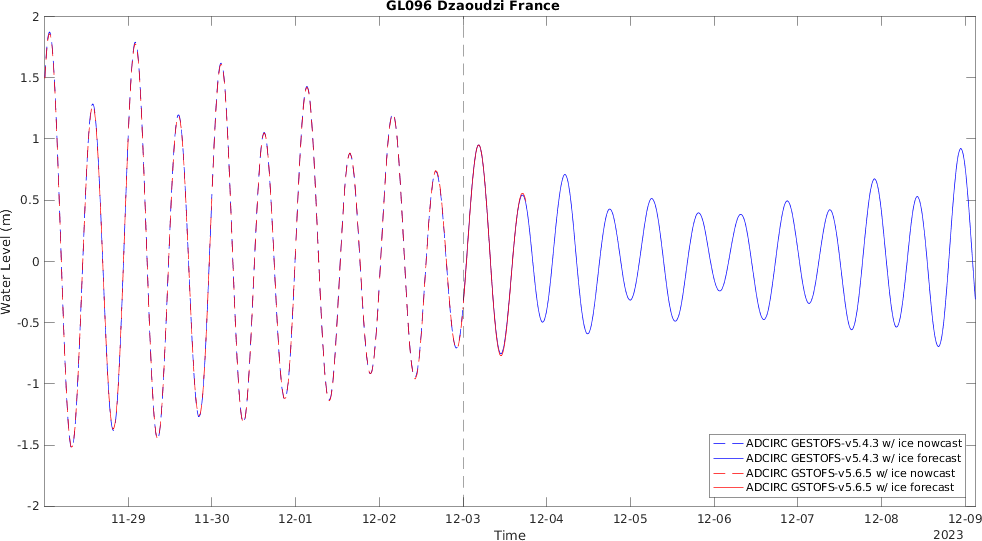 GL096 Dzaoudzi France
2
1.5
1
0.5
0
-0.5
-1
-1.5
-2
Water Level (m)
11-29 11-30 12-01 12-02 12-03 12-04 12-05 12-06 12-07 12-08 12-09
2023
Time
ADCIRC GESTOFS-v5.4.3 w/ ice nowcast
ADCIRC GESTOFS-v5.4.3 w/ ice forecast
ADCIRC GSTOFS-v5.6.5 w/ ice nowcast
ADCIRC GSTOFS-v5.6.5 w/ ice forecast